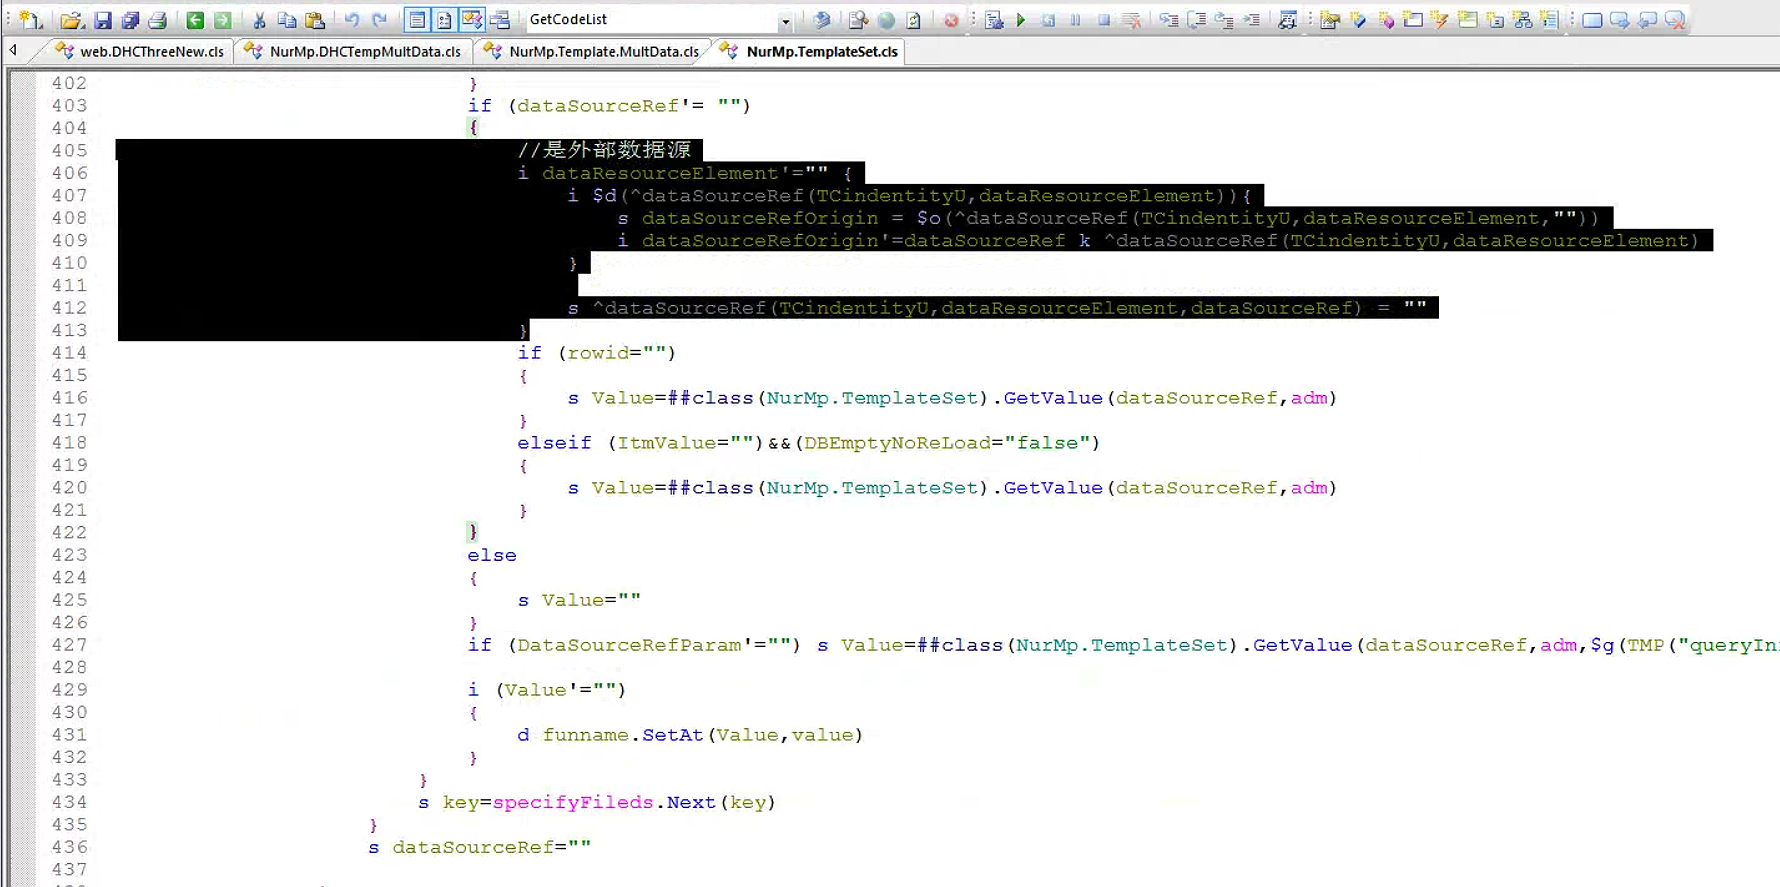 GetCodeList
web.DHCThreeNew.cls NurMp.DHCTempMultData.cls NurMp.Template.MultData.cls NurMp.TemplateSet.cls
402 }
403 if (dataSourceRef'= "")
404 {
405 //是外部数据源
406 i dataResourceElement'="" {
407 i $d(^dataSourceRef(TCindentityU,dataResourceElement)){
408 s dataSourceRefOrigin = $o(^dataSourceRef(TCindentityU,dataResourceElement,""))
409 i dataSourceRefOrigin'=dataSourceRef k ^dataSourceRef(TCindentityU,dataResourceElement)
410 }
411
412 s ^dataSourceRef(TCindentityU,dataResourceElement,dataSourceRef) = ""
413 }
414 if (rowid="")
415 {
416 s Value=##class(NurMp.TemplateSet).GetValue(dataSourceRef,adm)
417 }
418 elseif (ItmValue="")&&(DBEmptyNoReLoad="false")
419 {
420 s Value=##class(NurMp.TemplateSet).GetValue(dataSourceRef,adm)
421 }
422 }
423 else
424 {
425 s Value=""
426 }
427 if (DataSourceRefParam'="") s Value=##class(NurMp.TemplateSet).GetValue(dataSourceRef,adm,$g(TMP("queryIn
428
429 i (Value'="")
430 {
431 d funname.SetAt(Value,value)
432 }
433 }
434 s key=specifyFileds.Next(key)
435 }
436 s dataSourceRef=""
437